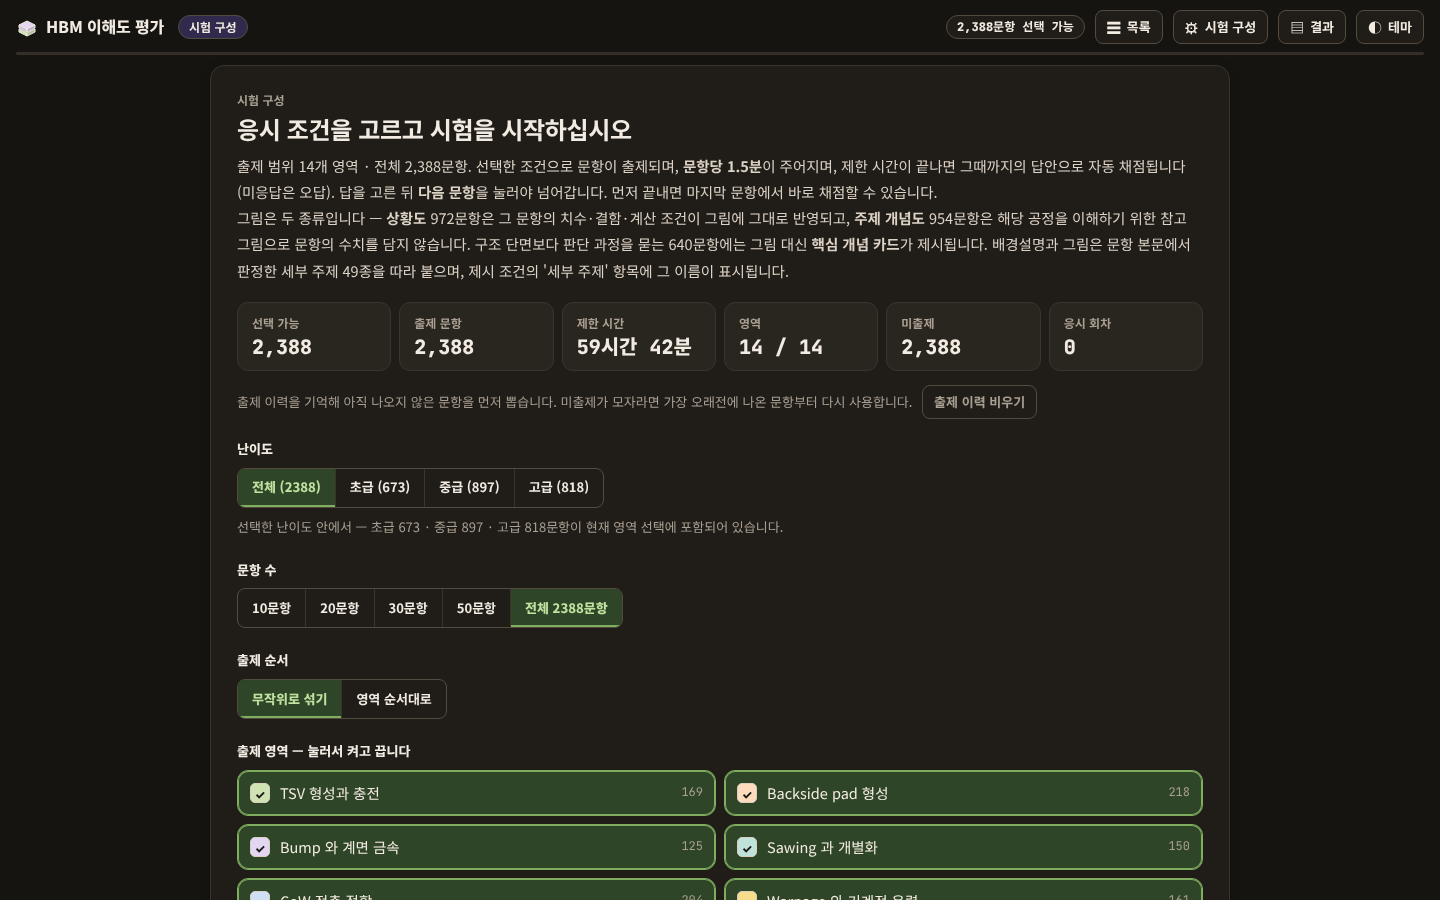 HBM 이해도 평가
시험 구성
2,388문항 선택 가능
목록
시험 구성
결과
테마
시험 구성
응시 조건을 고르고 시험을 시작하십시오
출제 범위 14개 영역 · 전체 2,388문항. 선택한 조건으로 문항이 출제되며, 문항당 1.5분이 주어지며, 제한 시간이 끝나면 그때까지의 답안으로 자동 채점됩니다
(미응답은 오답). 답을 고른 뒤 다음 문항을 눌러야 넘어갑니다. 먼저 끝내면 마지막 문항에서 바로 채점할 수 있습니다.
그림은 두 종류입니다 — 상황도 972문항은 그 문항의 치수·결함·계산 조건이 그림에 그대로 반영되고, 주제 개념도 954문항은 해당 공정을 이해하기 위한 참고
그림으로 문항의 수치를 담지 않습니다. 구조 단면보다 판단 과정을 묻는 640문항에는 그림 대신 핵심 개념 카드가 제시됩니다. 배경설명과 그림은 문항 본문에서
판정한 세부 주제 49종을 따라 붙으며, 제시 조건의 '세부 주제' 항목에 그 이름이 표시됩니다.
선택 가능
2,388
출제 문항
2,388
제한 시간
59시간 42분
영역
14 / 14
미출제
2,388
응시 회차
0
출제 이력을 기억해 아직 나오지 않은 문항을 먼저 뽑습니다. 미출제가 모자라면 가장 오래전에 나온 문항부터 다시 사용합니다.
출제 이력 비우기
난이도
전체 (2388)
초급 (673)
중급 (897)
고급 (818)
선택한 난이도 안에서 — 초급 673 · 중급 897 · 고급 818문항이 현재 영역 선택에 포함되어 있습니다.
문항 수
10문항
20문항
30문항
50문항
전체 2388문항
출제 순서
무작위로 섞기
영역 순서대로
출제 영역 — 눌러서 켜고 끕니다
TSV 형성과 충전
169
Backside pad 형성
218
Bump 와 계면 금속
125
Sawing 과 개별화
150